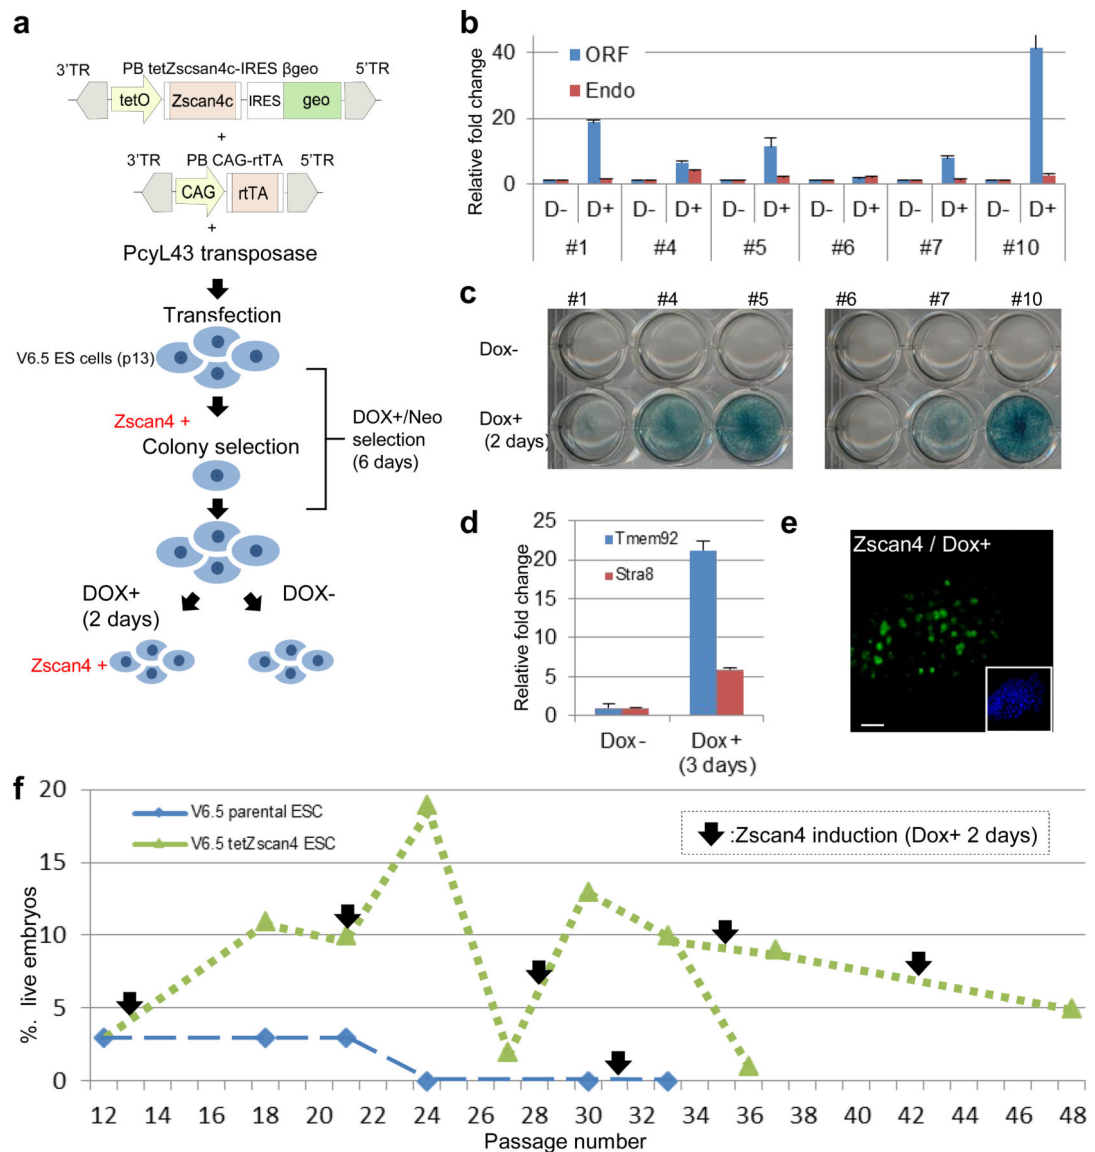 a
3’TR
PB tetZscsan4c-IRES βgeo
5’TR
tetO
Zscan4c
IRES
geo
+
3’TR
PB CAG-rtTA
5’TR
CAG
rtTA
+
PcyL43 transposase
Transfection
V6.5 ES cells (p13)
Zscan4 +
Colony selection
DOX+/Neo
selection
(6 days)
DOX+
(2 days)
DOX-
Zscan4 +
b
Relative fold change
40
20
0
ORF
Endo
D- D+ D- D+ D- D+ D- D+ D- D+ D- D+
#1 #4 #5 #6 #7 #10
c
#1 #4 #5 #6 #7 #10
Dox-
Dox+
(2 days)
d
Relative fold change
25
20
15
10
5
0
Tmem92
Stra8
Dox- Dox+
(3 days)
e
Zscan4 / Dox+
f
%. live embryos
20
15
10
5
0
V6.5 parental ESC
V6.5 tetZscan4 ESC
:Zscan4 induction (Dox+ 2 days)
12 14 16 18 20 22 24 26 28 30 32 34 36 38 40 42 44 46 48
Passage number